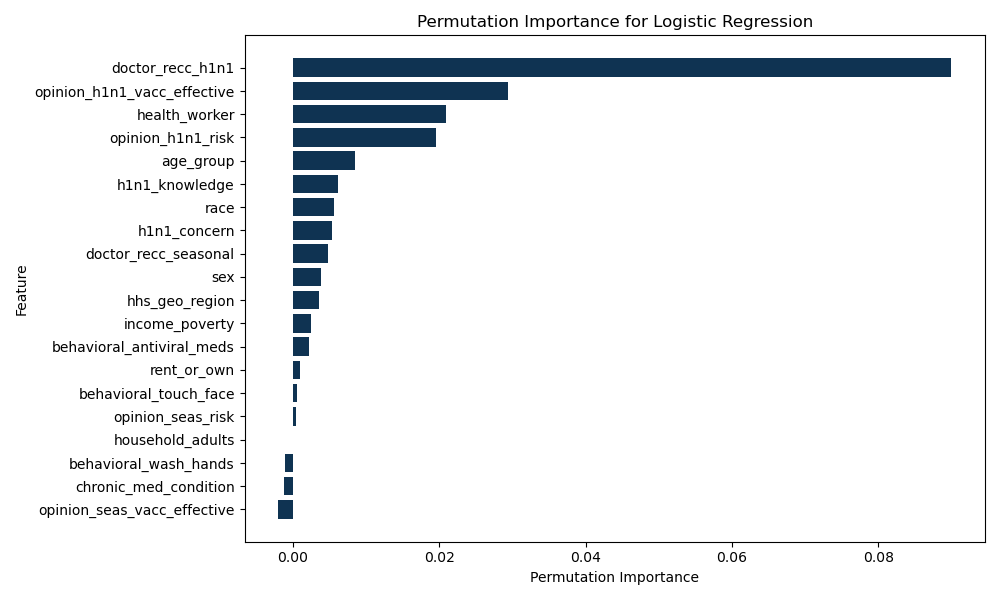 Permutation Importance for Logistic Regression
Feature
doctor_recc_h1n1
opinion_h1n1_vacc_effective
health_worker
opinion_h1n1_risk
age_group
h1n1_knowledge
race
h1n1_concern
doctor_recc_seasonal
sex
hhs_geo_region
income_poverty
behavioral_antiviral_meds
rent_or_own
behavioral_touch_face
opinion_seas_risk
household_adults
behavioral_wash_hands
chronic_med_condition
opinion_seas_vacc_effective
0.00 0.02 0.04 0.06 0.08
Permutation Importance